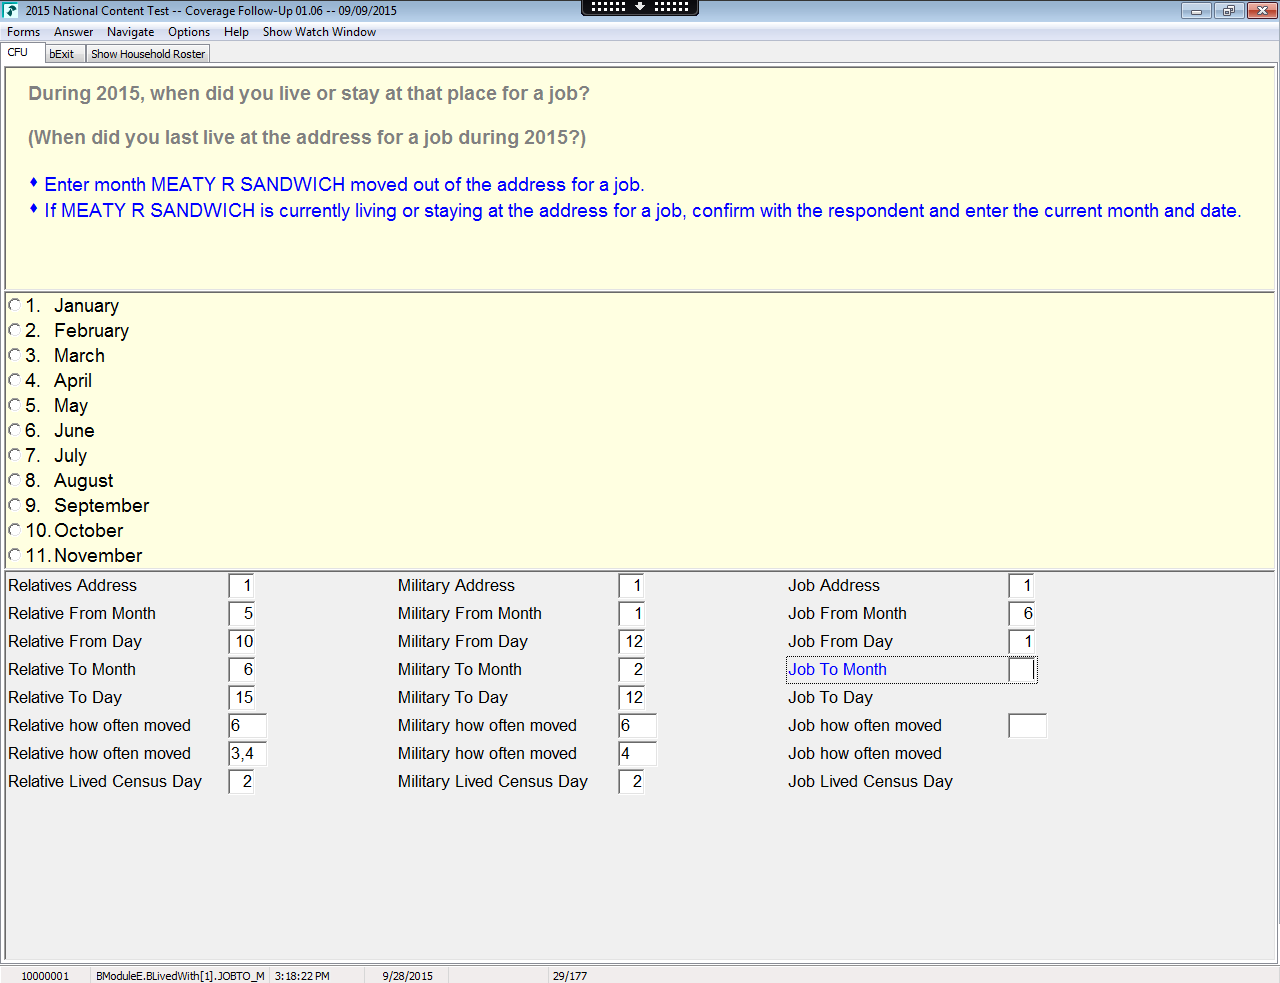 2015 National Content Test -- Coverage Follow-Up 01.06 -- 09/09/2015
Forms Answer Navigate Options Help Show Watch Window
CFU bExit Show Household Roster
During 2015, when did you live or stay at that place for a job?
(When did you last live at the address for a job during 2015?)
Enter month MEATY R SANDWICH moved out of the address for a job.
If MEATY R SANDWICH is currently living or staying at the address for a job, confirm with the respondent and enter the current month and date.
1. January
2. February
3. March
4. April
5. May
6. June
7. July
8. August
9. September
10. October
11. November
Relatives Address 1 Military Address 1 Job Address 1
Relative From Month 5 Military From Month 1 Job From Month 6
Relative From Day 10 Military From Day 12 Job From Day 1
Relative To Month 6 Military To Month 2 Job To Month
Relative To Day 15 Military To Day 12 Job To Day
Relative how often moved 6 Military how often moved 6 Job how often moved
Relative how often moved 3,4 Military how often moved 4 Job how often moved
Relative Lived Census Day 2 Military Lived Census Day 2 Job Lived Census Day
10000001 BModuleE.BLivedWith[1].JOBTO_M 3:18:22 PM 9/28/2015 29/177